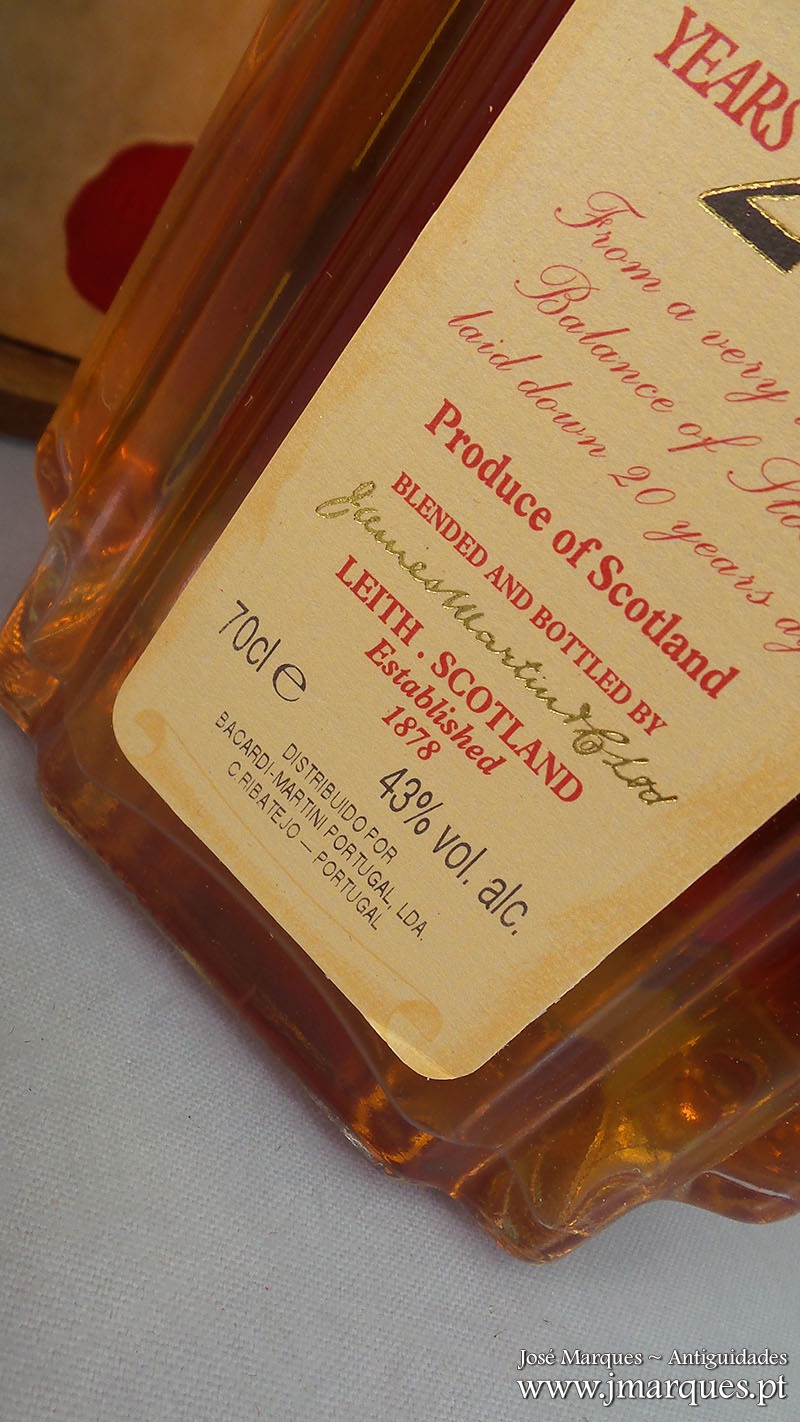 YEARS
From a very
Balance of
laid down 20 years
Produce of Scotland
BLENDED AND BOTTLED BY
James Martin & Co Ltd
LEITH . SCOTLAND
Established
1878
70cl e
43% vol. alc.
DISTRIBUIDO POR
BACARDI-MARTINI PORTUGAL, LDA.
C. RIBATEJO — PORTUGAL
José Marques ~ Antiguidades
www.jmarques.pt